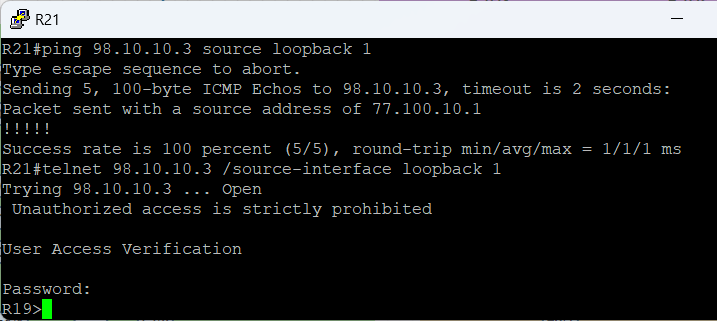 R21
R21#ping 98.10.10.3 source loopback 1
Type escape sequence to abort.
Sending 5, 100-byte ICMP Echos to 98.10.10.3, timeout is 2 seconds:
Packet sent with a source address of 77.100.10.1
!!!!!
Success rate is 100 percent (5/5), round-trip min/avg/max = 1/1/1 ms
R21#telnet 98.10.10.3 /source-interface loopback 1
Trying 98.10.10.3 ... Open
 Unauthorized access is strictly prohibited
User Access Verification
Password:
R19>